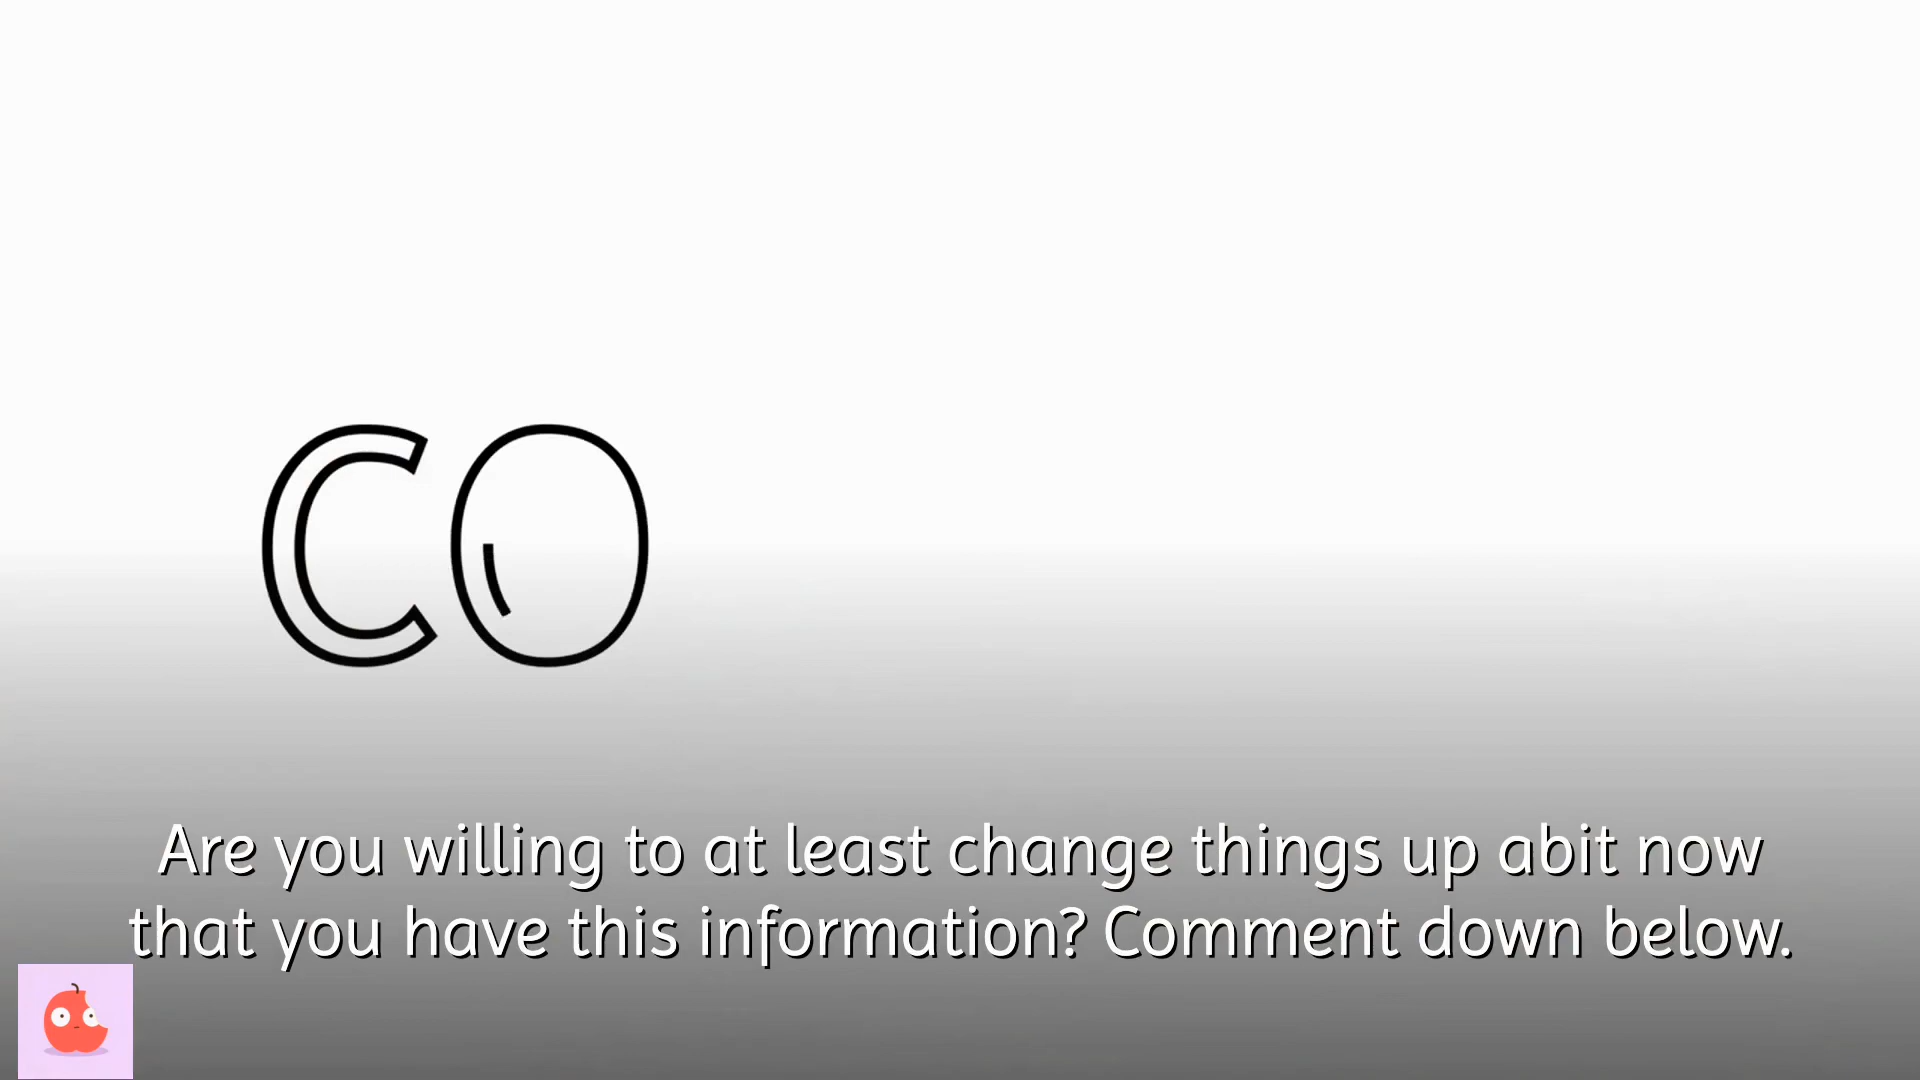 CO
Are you willing to at least change things up abit now
that you have this information? Comment down below.